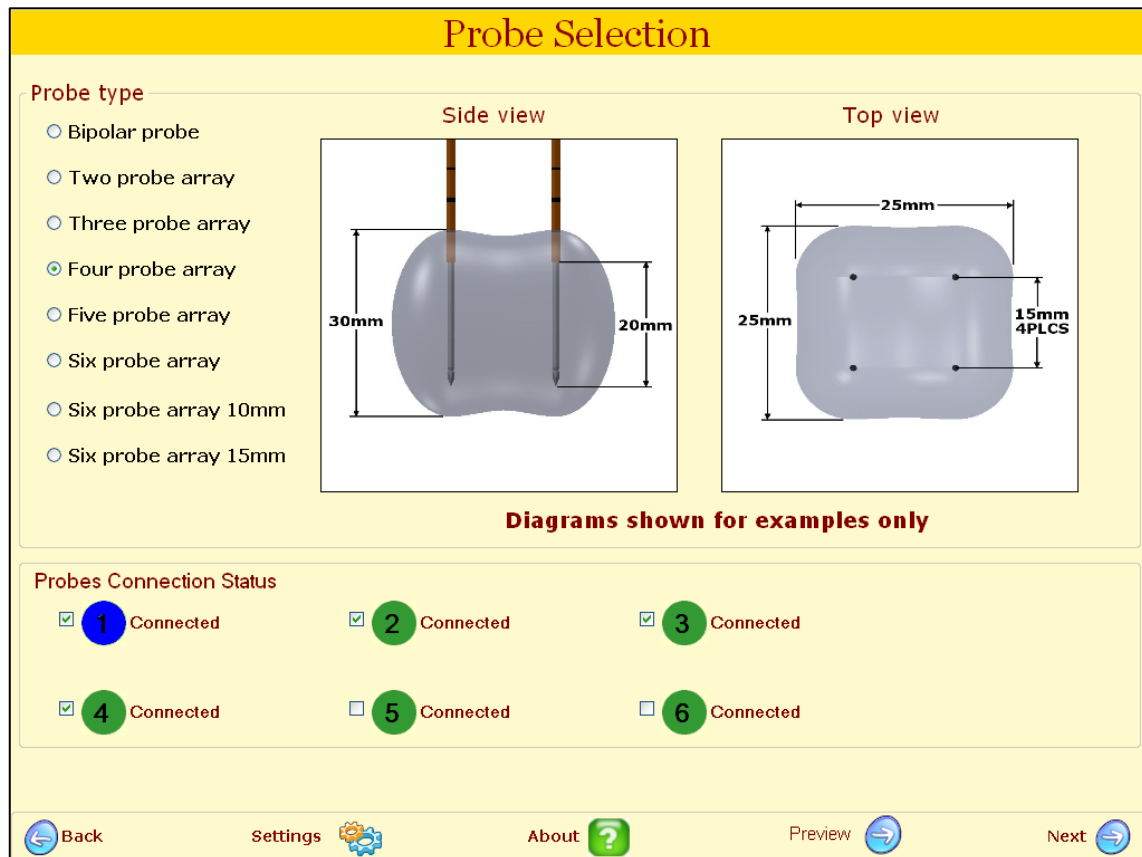 Probe Selection
Probe type
Bipolar probe
Two probe array
Three probe array
Four probe array
Five probe array
Six probe array
Six probe array 10mm
Six probe array 15mm
Side view
30mm
20mm
Top view
25mm
25mm
15mm
4PLCS
Diagrams shown for examples only
Probes Connection Status
1 Connected
2 Connected
3 Connected
4 Connected
5 Connected
6 Connected
Back
Settings
About
?
Preview
Next